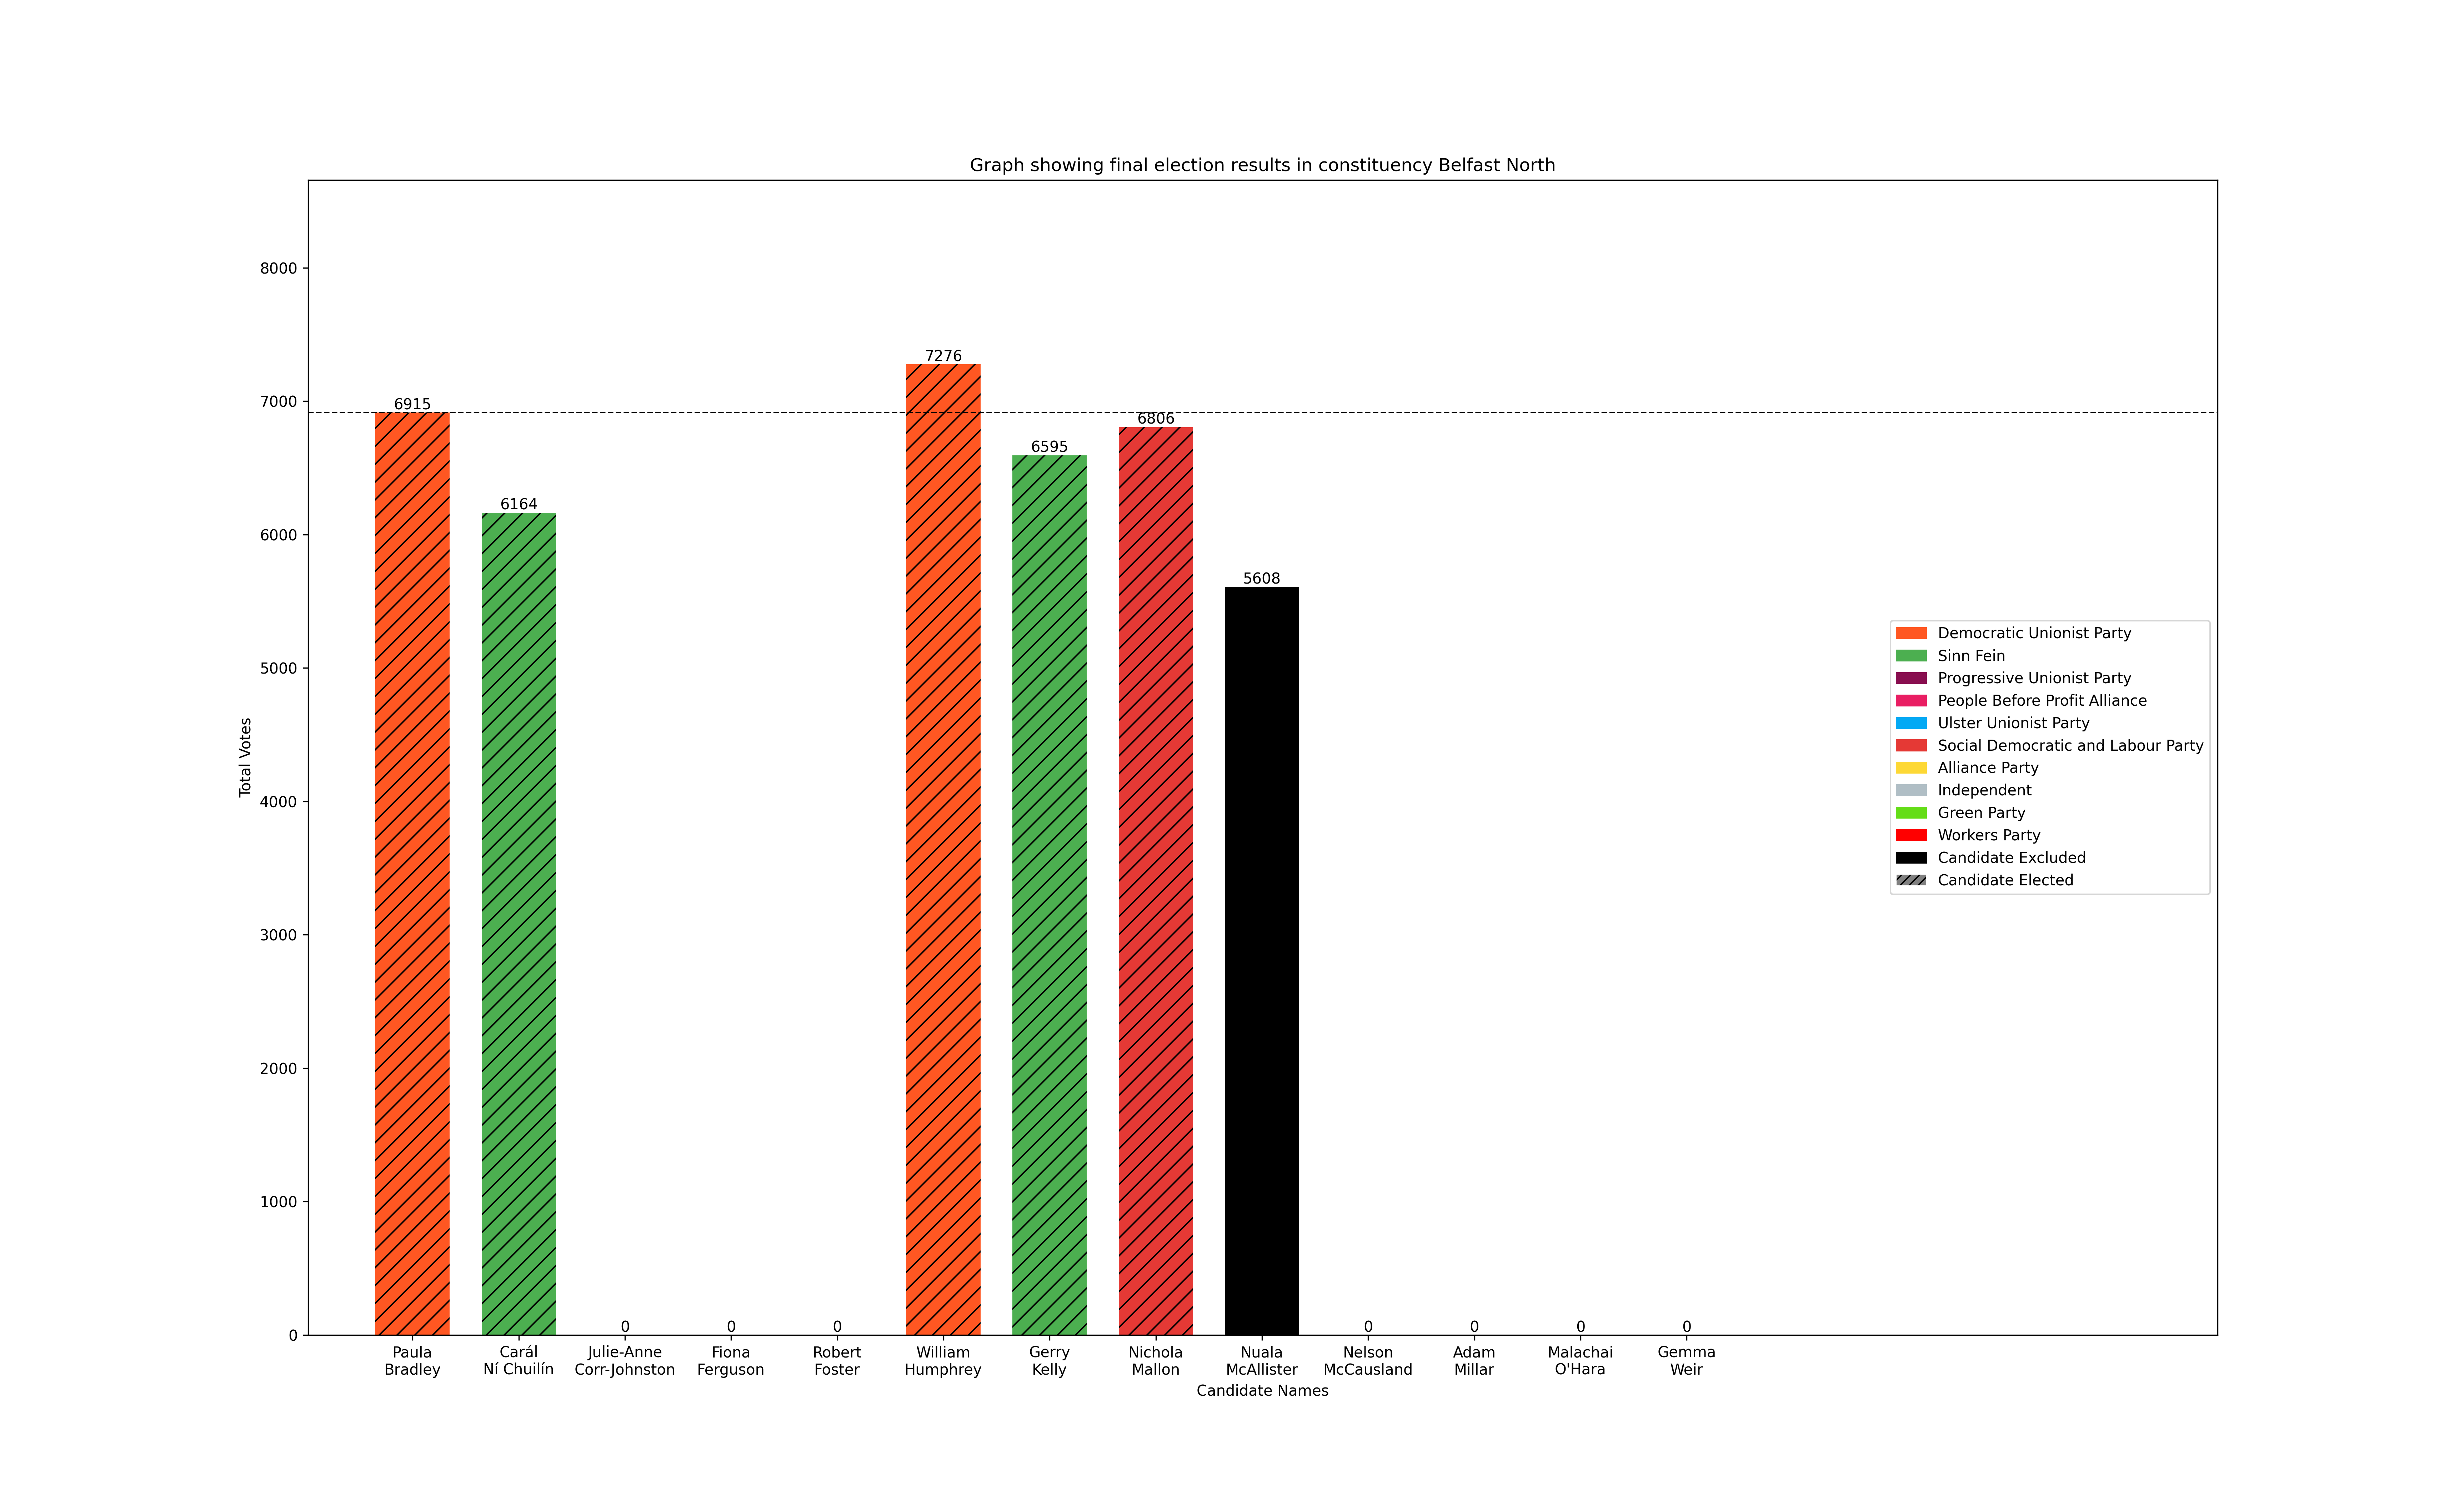 Graph showing final election results in constituency Belfast North
Total Votes
8000
7000
6000
5000
4000
3000
2000
1000
0
6915
6164
0
0
0
7276
6595
6806
5608
0
0
0
0
Paula
Bradley
Carál
Ní Chuilín
Julie-Anne
Corr-Johnston
Fiona
Ferguson
Robert
Foster
William
Humphrey
Gerry
Kelly
Nichola
Mallon
Nuala
McAllister
Nelson
McCausland
Adam
Millar
Malachai
O'Hara
Gemma
Weir
Candidate Names
Democratic Unionist Party
Sinn Fein
Progressive Unionist Party
People Before Profit Alliance
Ulster Unionist Party
Social Democratic and Labour Party
Alliance Party
Independent
Green Party
Workers Party
Candidate Excluded
Candidate Elected